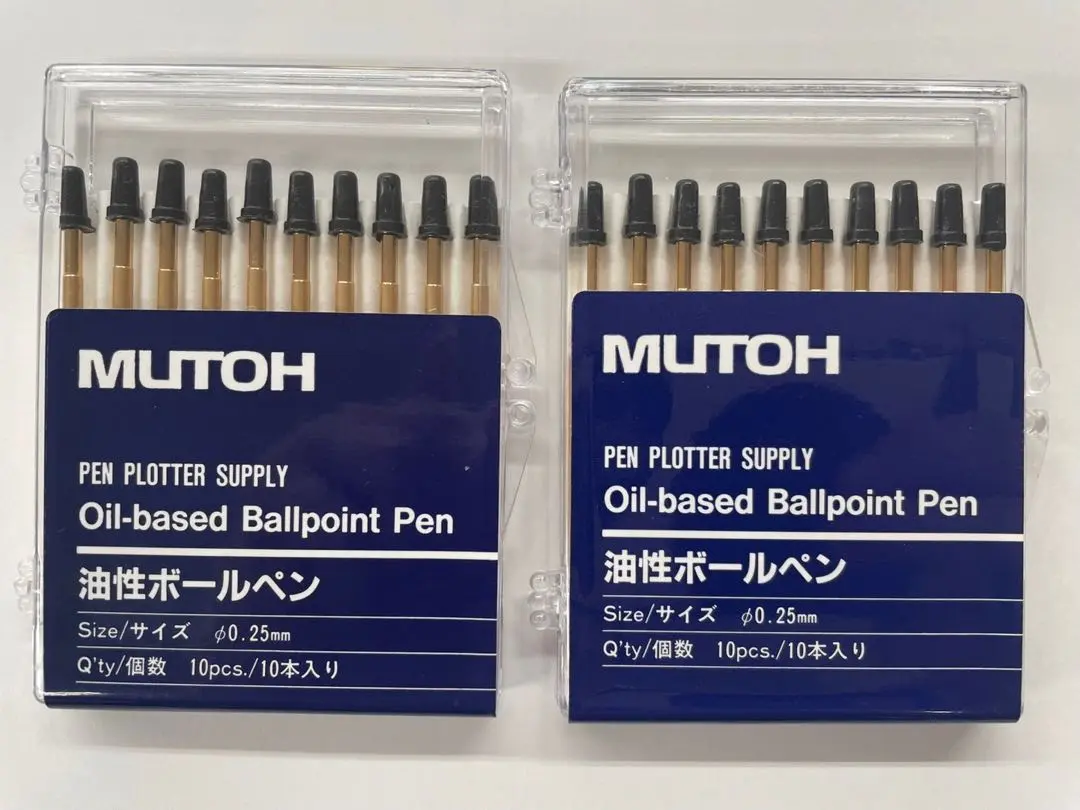 MUTOH
PEN PLOTTER SUPPLY
Oil-based Ballpoint Pen
油性ボールペン
Size/サイズ φ0.25mm
Q'ty/個数 10pcs./10本入り
MUTOH
PEN PLOTTER SUPPLY
Oil-based Ballpoint Pen
油性ボールペン
Size/サイズ φ0.25mm
Q'ty/個数 10pcs./10本入り